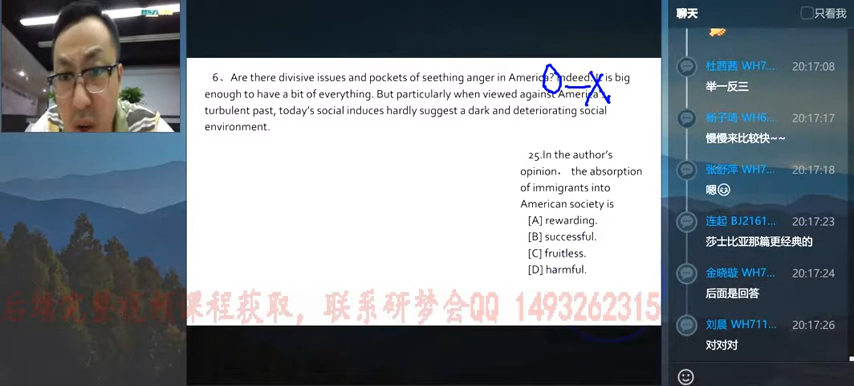 聊天
只看我
6、Are there divisive issues and pockets of seething anger in America? Indeed. It is big
enough to have a bit of everything. But particularly when viewed against America's
turbulent past, today's social induces hardly suggest a dark and deteriorating social
environment.
25.In the author's
opinion, the absorption
of immigrants into
American society is
[A] rewarding.
[B] successful.
[C] fruitless.
[D] harmful.
后续完整视频课程获取，联系研梦会QQ 1493262315
杜茜茜 WH7... 20:17:08
举一反三
杨子琦 WH6... 20:17:17
慢慢来比较快~~
张舒萍 WH7... 20:17:18
嗯
连起 BJ2161... 20:17:23
莎士比亚那篇更经典的
金晓璇 WH7... 20:17:24
后面是回答
刘晨 WH711... 20:17:26
对对对